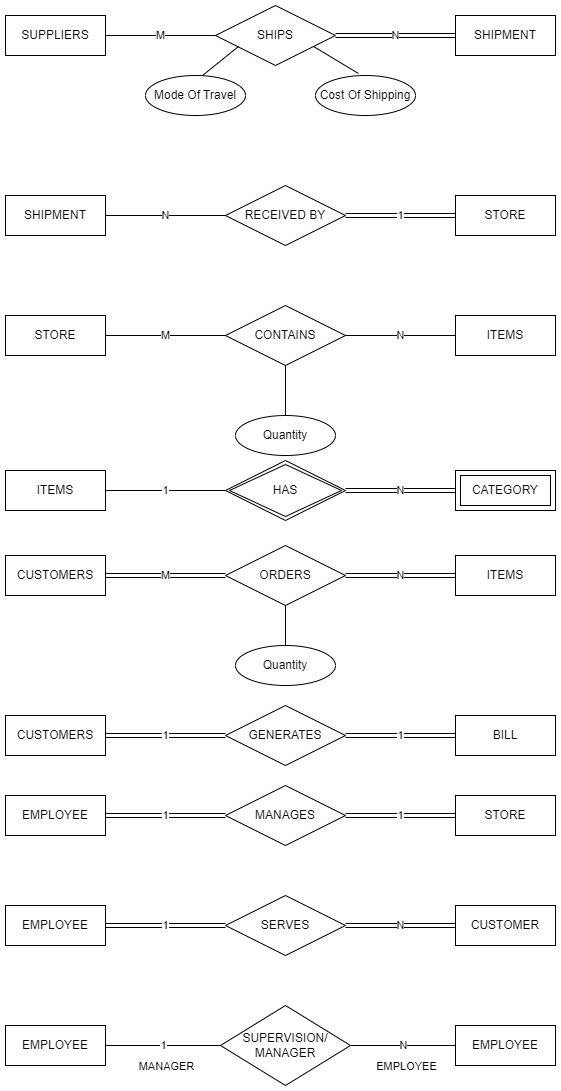 SUPPLIERS M SHIPS N SHIPMENT
Mode Of Travel Cost Of Shipping
SHIPMENT N RECEIVED BY 1 STORE
STORE M CONTAINS N ITEMS
Quantity
ITEMS 1 HAS N CATEGORY
CUSTOMERS M ORDERS N ITEMS
Quantity
CUSTOMERS 1 GENERATES 1 BILL
EMPLOYEE 1 MANAGES 1 STORE
EMPLOYEE 1 SERVES N CUSTOMER
EMPLOYEE 1 SUPERVISION/
MANAGER N EMPLOYEE
MANAGER EMPLOYEE